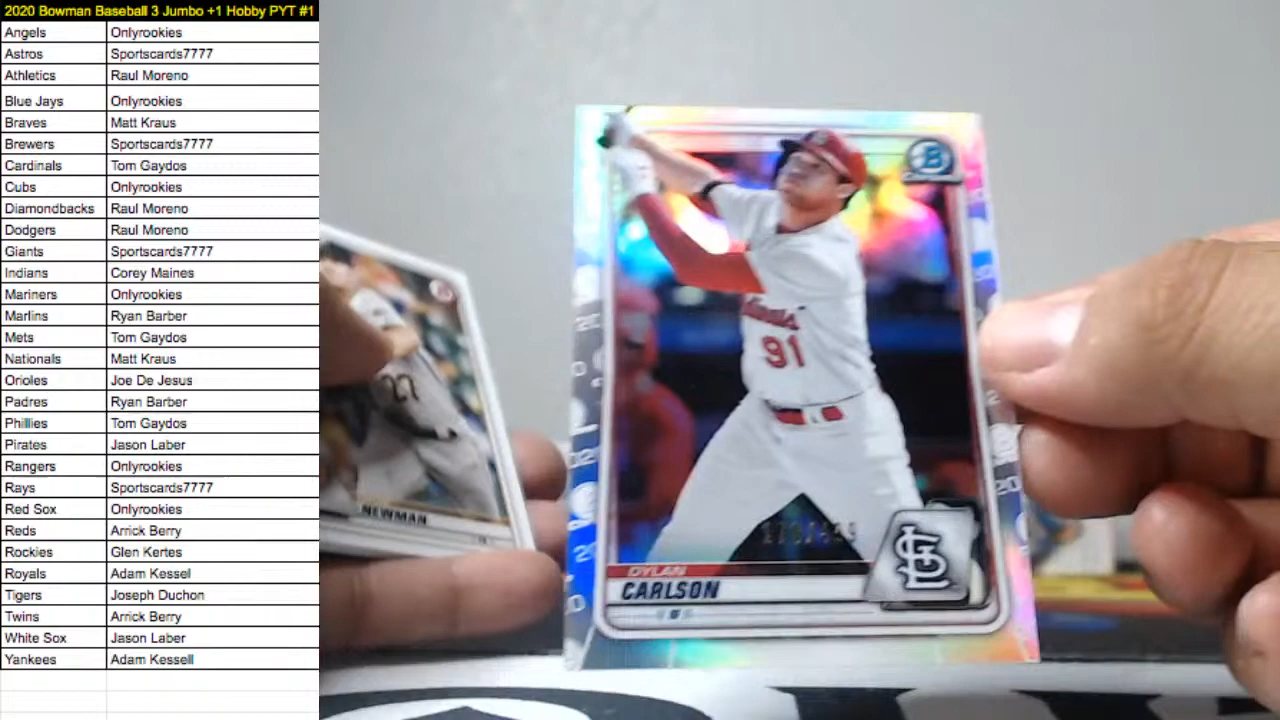 2020 Bowman Baseball 3 Jumbo +1 Hobby PYT #1
Angels Onlyrookies
Astros Sportscards7777
Athletics Raul Moreno
Blue Jays Onlyrookies
Braves Matt Kraus
Brewers Sportscards7777
Cardinals Tom Gaydos
Cubs Onlyrookies
Diamondbacks Raul Moreno
Dodgers Raul Moreno
Giants Sportscards7777
Indians Corey Maines
Mariners Onlyrookies
Marlins Ryan Barber
Mets Tom Gaydos
Nationals Matt Kraus
Orioles Joe De Jesus
Padres Ryan Barber
Phillies Tom Gaydos
Pirates Jason Laber
Rangers Onlyrookies
Rays Sportscards7777
Red Sox Onlyrookies
Reds Arrick Berry
Rockies Glen Kertes
Royals Adam Kessel
Tigers Joseph Duchon
Twins Arrick Berry
White Sox Jason Laber
Yankees Adam Kessell
27
NEWMAN
B
91
DYLAN
CARLSON
STL